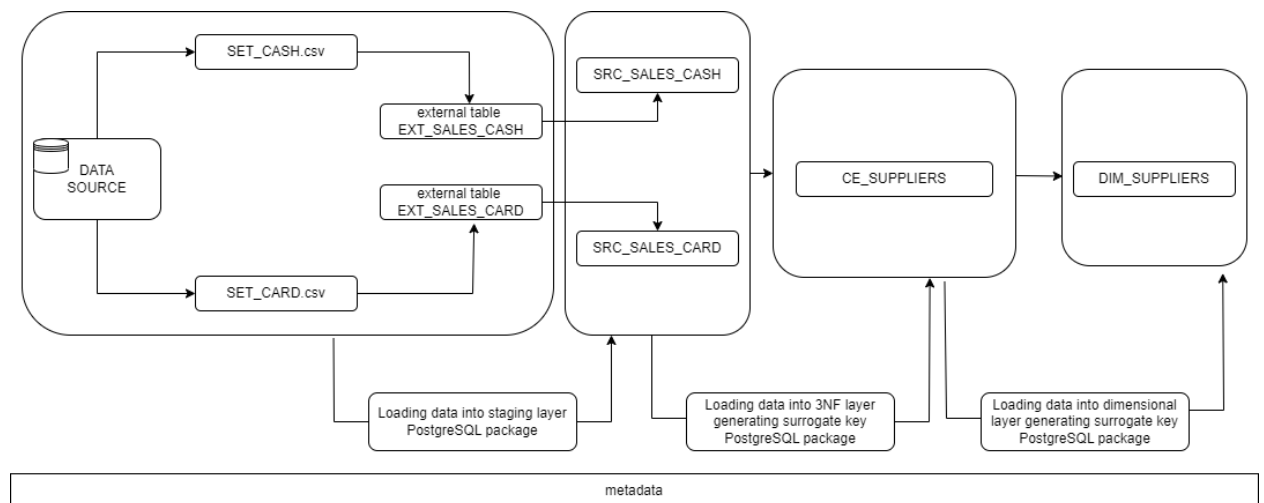 SET_CASH.csv
external table
EXT_SALES_CASH
DATA
SOURCE
external table
EXT_SALES_CARD
SET_CARD.csv
SRC_SALES_CASH
SRC_SALES_CARD
CE_SUPPLIERS
DIM_SUPPLIERS
Loading data into staging layer
PostgreSQL package
Loading data into 3NF layer
generating surrogate key
PostgreSQL package
Loading data into dimensional
layer generating surrogate key
PostgreSQL package
metadata